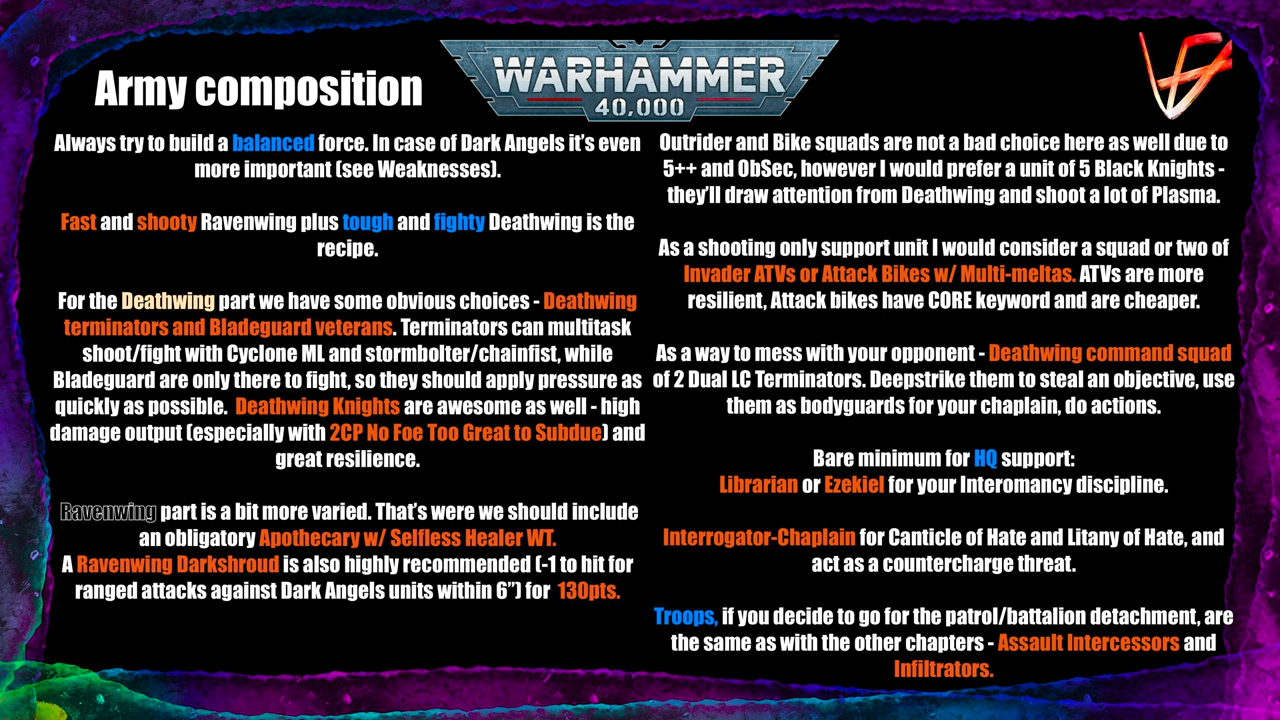 Army composition
WARHAMMER
40,000
Always try to build a balanced force. In case of Dark Angels it's even
more important (see Weaknesses).
Fast and shooty Ravenwing plus tough and fighty Deathwing is the
recipe.
For the Deathwing part we have some obvious choices - Deathwing
terminators and Bladeguard veterans. Terminators can multitask
shoot/fight with Cyclone ML and stormbolter/chainfist, while
Bladeguard are only there to fight, so they should apply pressure as
quickly as possible. Deathwing Knights are awesome as well - high
damage output (especially with 2CP No Foe Too Great to Subdue) and
great resilience.
Ravenwing part is a bit more varied. That's were we should include
an obligatory Apothecary w/ Selfless Healer WT.
A Ravenwing Darkshroud is also highly recommended (-1 to hit for
ranged attacks against Dark Angels units within 6") for 130pts.
Outrider and Bike squads are not a bad choice here as well due to
5++ and ObSec, however I would prefer a unit of 5 Black Knights -
they'll draw attention from Deathwing and shoot a lot of Plasma.
As a shooting only support unit I would consider a squad or two of
Invader ATVs or Attack Bikes w/ Multi-meltas. ATVs are more
resilient, Attack bikes have CORE keyword and are cheaper.
As a way to mess with your opponent - Deathwing command squad
of 2 Dual LC Terminators. Deepstrike them to steal an objective, use
them as bodyguards for your chaplain, do actions.
Bare minimum for HQ support:
Librarian or Ezekiel for your Interomancy discipline.
Interrogator-Chaplain for Canticle of Hate and Litany of Hate, and
act as a countercharge threat.
Troops, if you decide to go for the patrol/battalion detachment, are
the same as with the other chapters - Assault Intercessors and
Infiltrators.